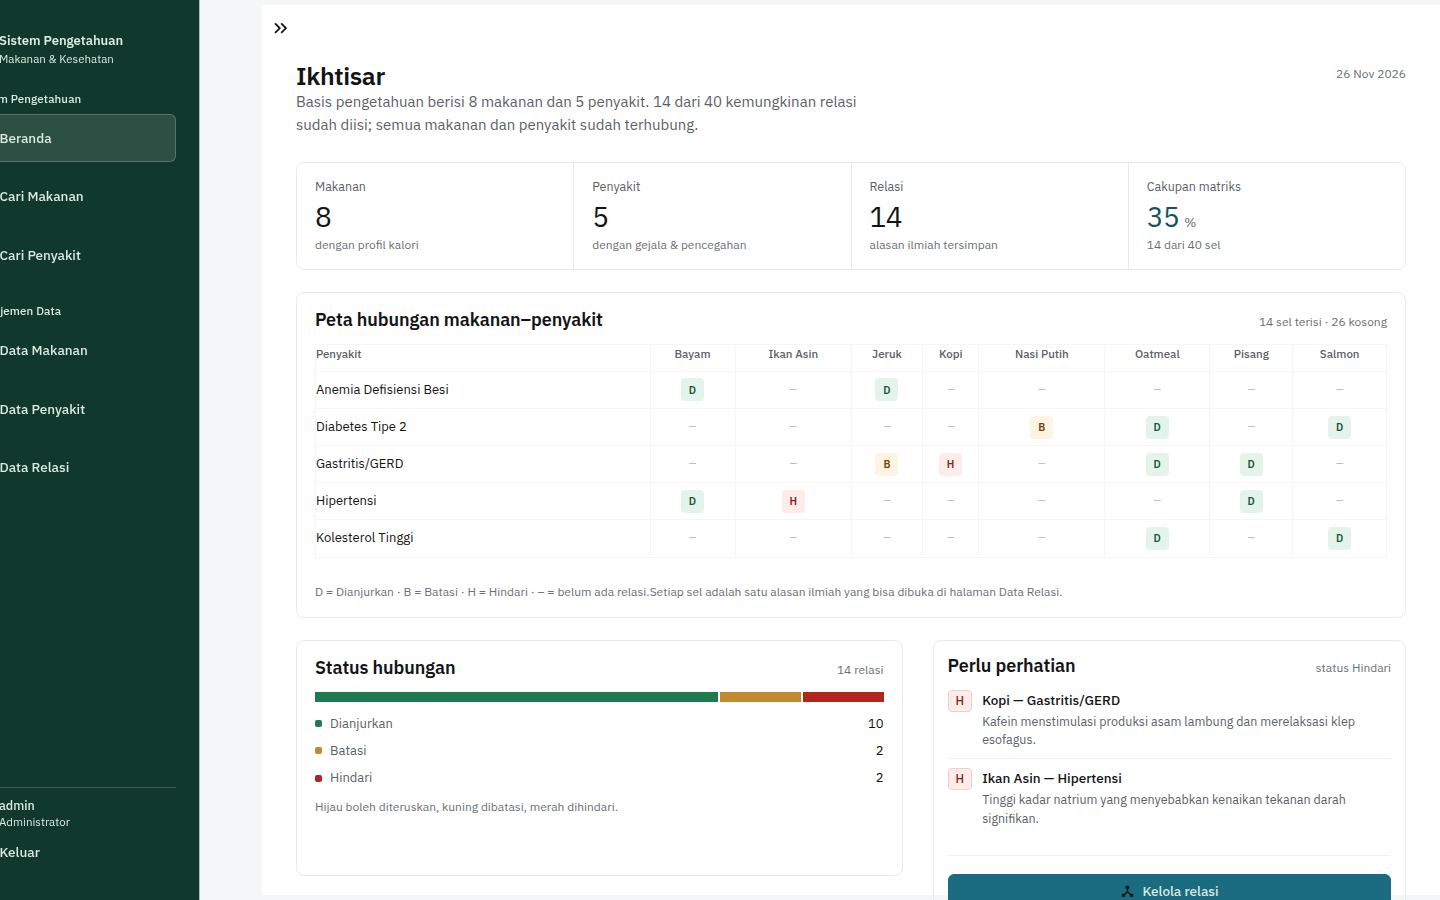 Sistem Pengetahuan
Makanan & Kesehatan
m Pengetahuan
Beranda
Cari Makanan
Cari Penyakit
jemen Data
Data Makanan
Data Penyakit
Data Relasi
admin
Administrator
Keluar
Ikhtisar
26 Nov 2026
Basis pengetahuan berisi 8 makanan dan 5 penyakit. 14 dari 40 kemungkinan relasi
sudah diisi; semua makanan dan penyakit sudah terhubung.
Makanan
8
dengan profil kalori
Penyakit
5
dengan gejala & pencegahan
Relasi
14
alasan ilmiah tersimpan
Cakupan matriks
35 %
14 dari 40 sel
Peta hubungan makanan–penyakit
14 sel terisi · 26 kosong
Penyakit Bayam Ikan Asin Jeruk Kopi Nasi Putih Oatmeal Pisang Salmon
Anemia Defisiensi Besi D – D – – – – –
Diabetes Tipe 2 – – – – B D – D
Gastritis/GERD – – B H – D D –
Hipertensi D H – – – – D –
Kolesterol Tinggi – – – – – D – D
D = Dianjurkan · B = Batasi · H = Hindari · – = belum ada relasi.Setiap sel adalah satu alasan ilmiah yang bisa dibuka di halaman Data Relasi.
Status hubungan
14 relasi
Dianjurkan 10
Batasi 2
Hindari 2
Hijau boleh diteruskan, kuning dibatasi, merah dihindari.
Perlu perhatian
status Hindari
H Kopi — Gastritis/GERD
Kafein menstimulasi produksi asam lambung dan merelaksasi klep
esofagus.
H Ikan Asin — Hipertensi
Tinggi kadar natrium yang menyebabkan kenaikan tekanan darah
signifikan.
Kelola relasi